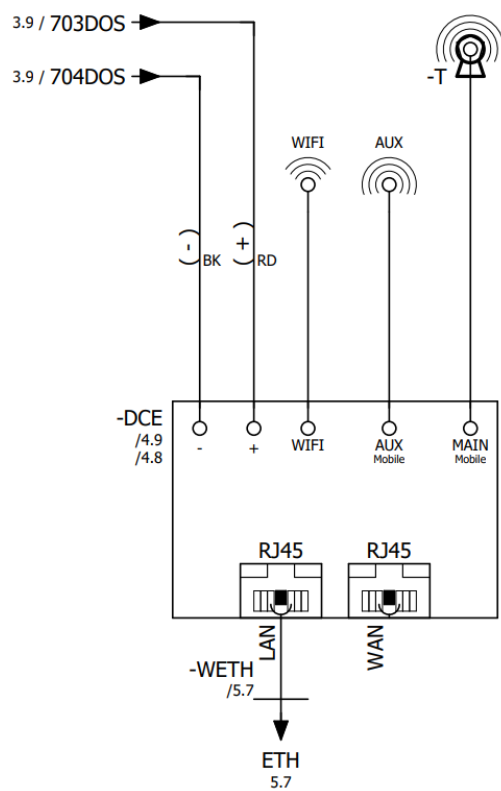 3.9 / 703DOS
3.9 / 704DOS
-T
WIFI
AUX
-
BK
+
RD
-DCE
/4.9
/4.8
-
+
WIFI
AUX
Mobile
MAIN
Mobile
RJ45
RJ45
LAN
WAN
-WETH
/5.7
ETH
5.7